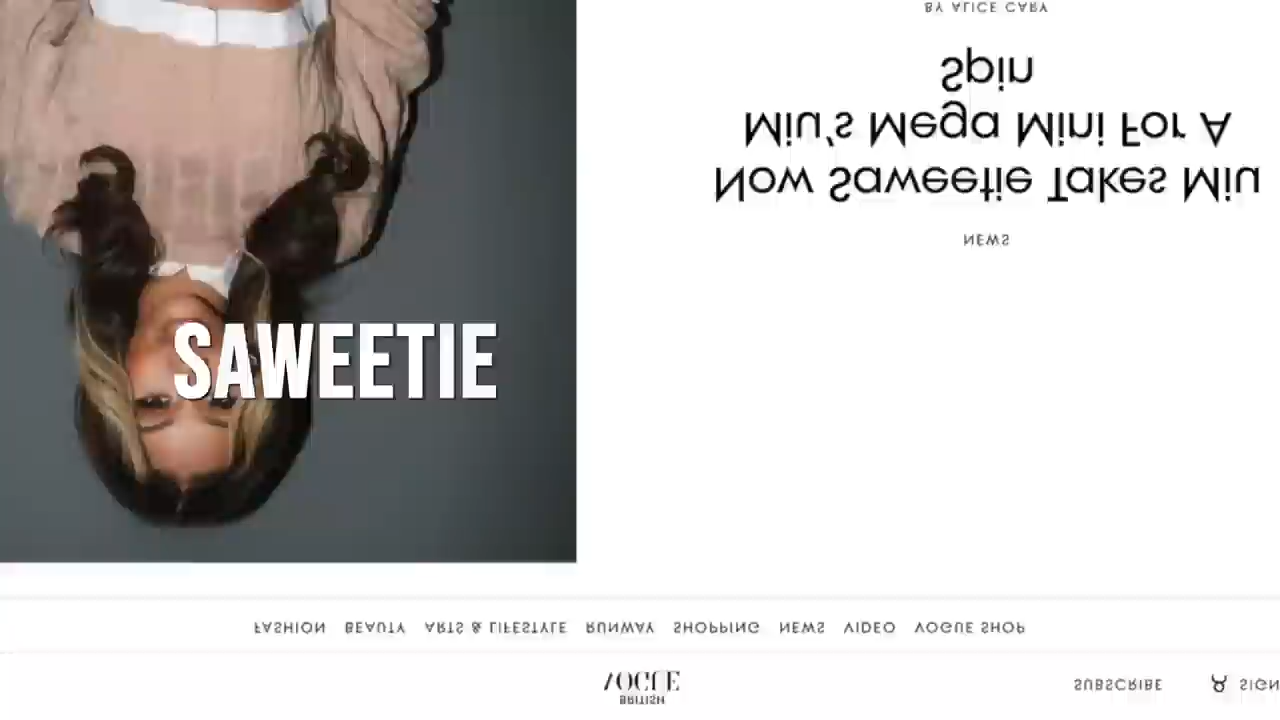 VOGUE
BRITISH
SUBSCRIBE
SIGN
FASHION BEAUTY ARTS & LIFESTYLE RUNWAY SHOPPING NEWS VIDEO VOGUE SHOP
NEWS
Now Saweetie Takes Miu
Miu's Mega Mini For A
Spin
BY ALICE CARY
SAWEETIE